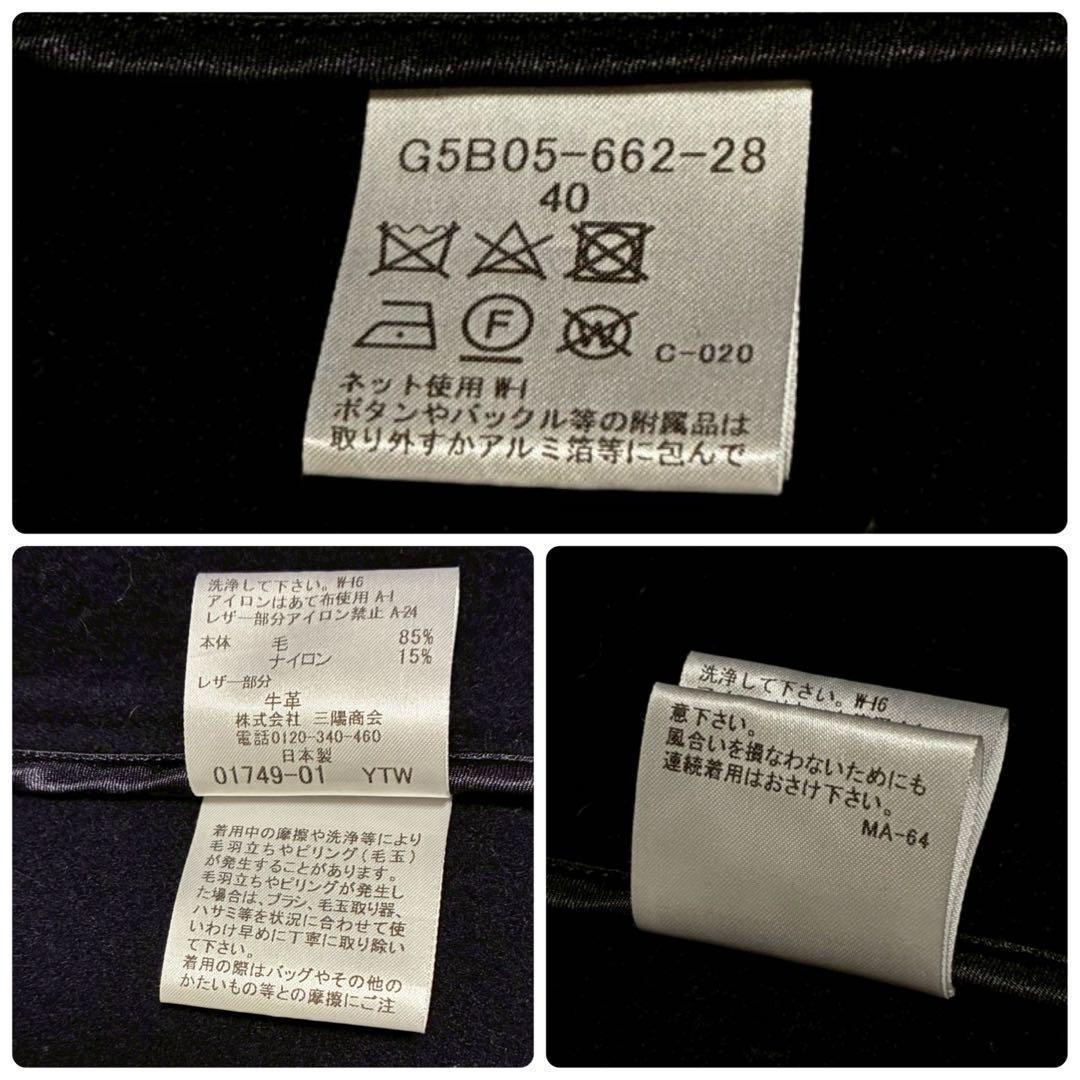 G5B05-662-28
40
F
W
C-020
ネット使用 W-1
ボタンやバックル等の附属品は
取り外すかアルミ箔等に包んで
洗浄して下さい。W-16
アイロンはあて布使用 A-1
レザー部分アイロン禁止 A-24
本体 毛 85%
ナイロン 15%
レザー部分
牛革
株式会社 三陽商会
電話0120-340-460
日本製
01749-01 YTW
着用中の摩擦や洗浄等により
毛羽立ちやピリング(毛玉)
が発生することがあります。
毛羽立ちやピリングが発生し
た場合は、ブラシ、毛玉取り器、
ハサミ等を状況に合わせて使
いわけ早めに丁寧に取り除い
て下さい。
着用の際はバッグやその他の
かたいもの等との摩擦にご注
洗浄して下さい。W-16
意下さい。
風合いを損なわないためにも
連続着用はおさけ下さい。
MA-64